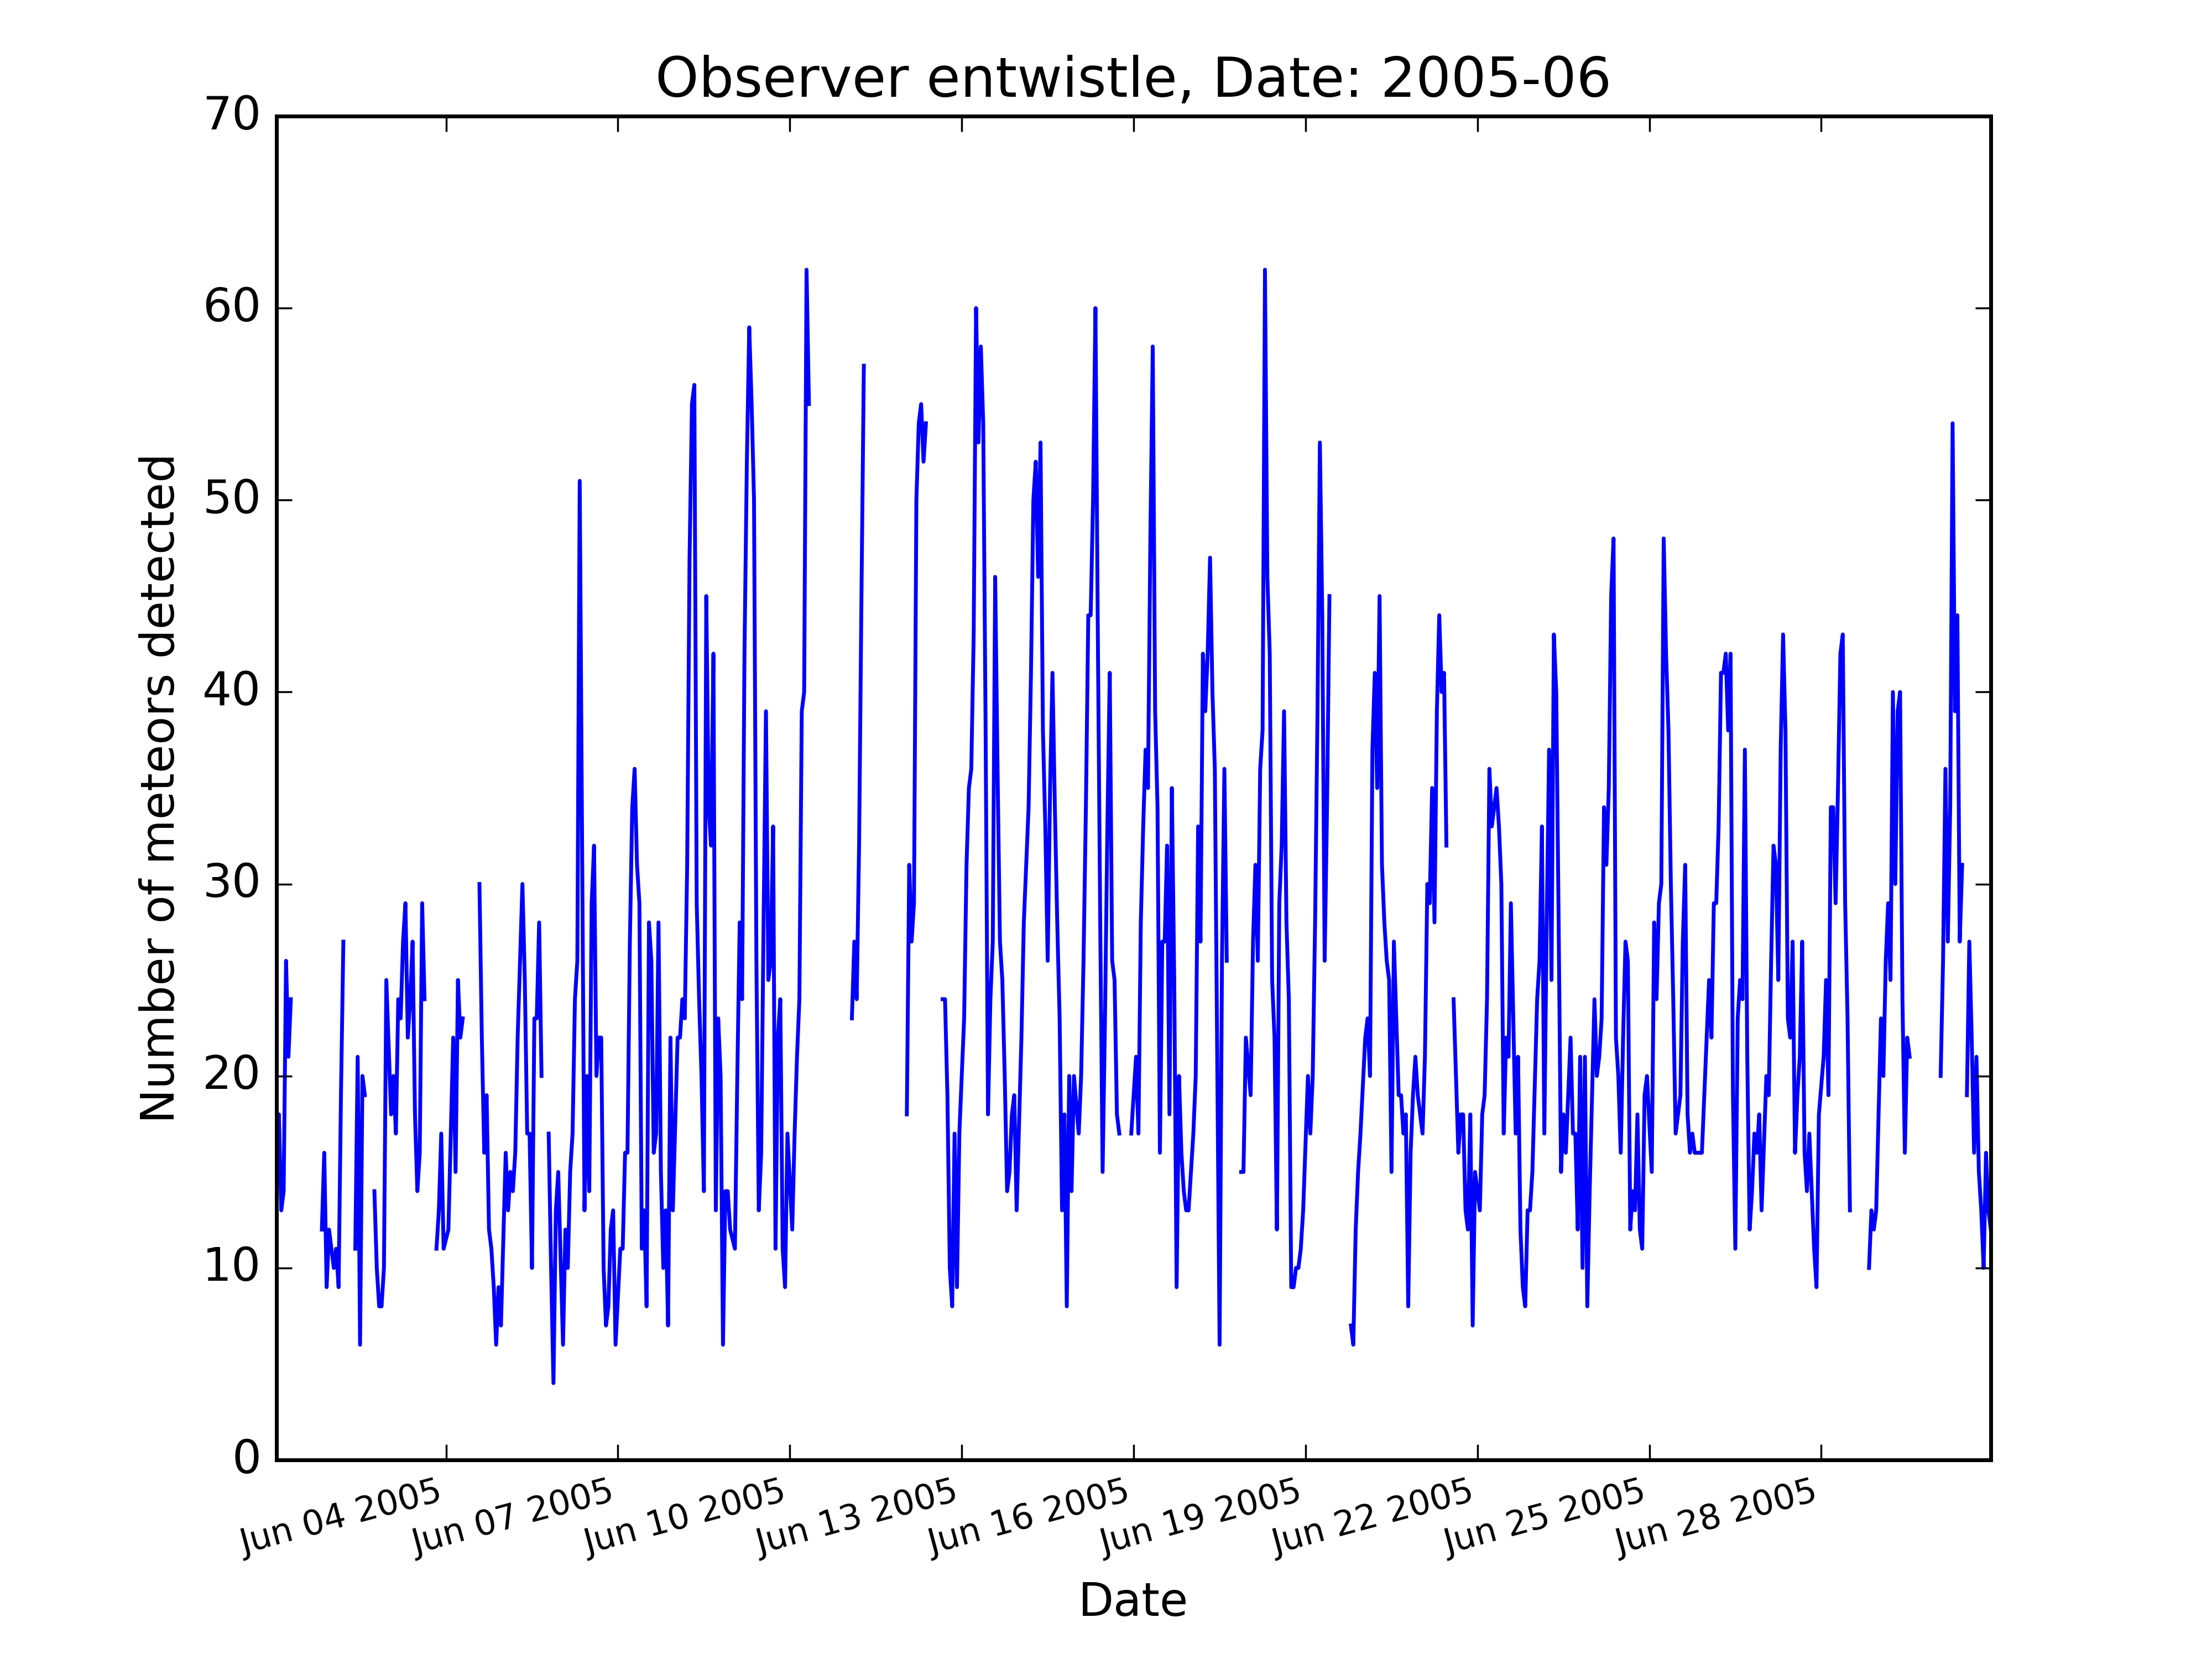 Observer entwistle, Date: 2005-06
70
60
50
40
30
20
10
0
Number of meteors detected
Jun 04 2005
Jun 07 2005
Jun 10 2005
Jun 13 2005
Jun 16 2005
Jun 19 2005
Jun 22 2005
Jun 25 2005
Jun 28 2005
Date